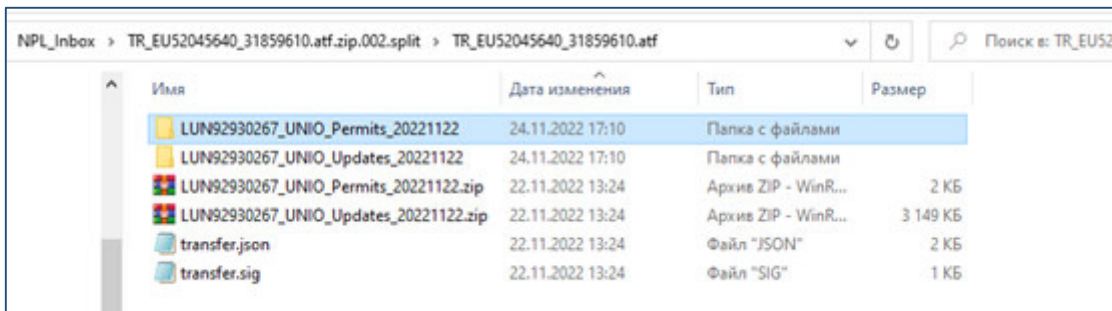 NPL_Inbox > TR_EU52045640_31859610.atf.zip.002.split > TR_EU52045640_31859610.atf Поиск в: TR_EU52
Имя Дата изменения Тип Размер
LUN92930267_UNIO_Permits_20221122 24.11.2022 17:10 Папка с файлами
LUN92930267_UNIO_Updates_20221122 24.11.2022 17:10 Папка с файлами
LUN92930267_UNIO_Permits_20221122.zip 22.11.2022 13:24 Архив ZIP - WinR... 2 КБ
LUN92930267_UNIO_Updates_20221122.zip 22.11.2022 13:24 Архив ZIP - WinR... 3 149 КБ
transfer.json 22.11.2022 13:24 Файл "JSON" 2 КБ
transfer.sig 22.11.2022 13:24 Файл "SIG" 1 КБ